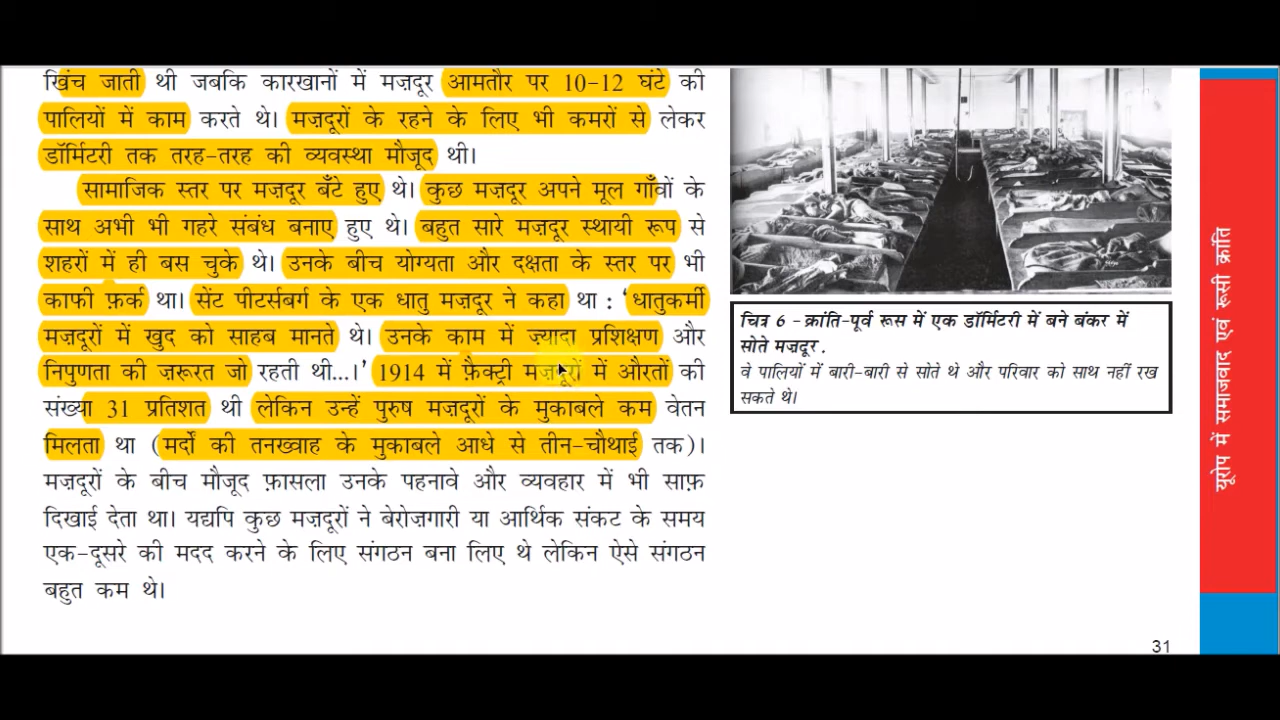 खिंच जाती थी जबकि कारखानों में मज़दूर आमतौर पर 10-12 घंटे की
पालियों में काम करते थे। मज़दूरों के रहने के लिए भी कमरों से लेकर
डॉर्मिटरी तक तरह-तरह की व्यवस्था मौजूद थी।
सामाजिक स्तर पर मज़दूर बँटे हुए थे। कुछ मज़दूर अपने मूल गाँवों के
साथ अभी भी गहरे संबंध बनाए हुए थे। बहुत सारे मज़दूर स्थायी रूप से
शहरों में ही बस चुके थे। उनके बीच योग्यता और दक्षता के स्तर पर भी
काफी फ़र्क था। सेंट पीटर्सबर्ग के एक धातु मज़दूर ने कहा था : 'धातुकर्मी
मज़दूरों में खुद को साहब मानते थे। उनके काम में ज्यादा प्रशिक्षण और
निपुणता की ज़रूरत जो रहती थी...।' 1914 में फ़ैक्ट्री मज़दूरों में औरतों की
संख्या 31 प्रतिशत थी लेकिन उन्हें पुरुष मज़दूरों के मुकाबले कम वेतन
मिलता था (मर्दों की तनख्वाह के मुकाबले आधे से तीन-चौथाई तक)।
मज़दूरों के बीच मौजूद फ़ासला उनके पहनावे और व्यवहार में भी साफ़
दिखाई देता था। यद्यपि कुछ मज़दूरों ने बेरोज़गारी या आर्थिक संकट के समय
एक-दूसरे की मदद करने के लिए संगठन बना लिए थे लेकिन ऐसे संगठन
बहुत कम थे।
चित्र 6 - क्रांति-पूर्व रूस में एक डॉर्मिटरी में बने बंकर में
सोते मज़दूर.
वे पालियों में बारी-बारी से सोते थे और परिवार को साथ नहीं रख
सकते थे।
यूरोप में समाजवाद एवं रूसी क्रांति
31